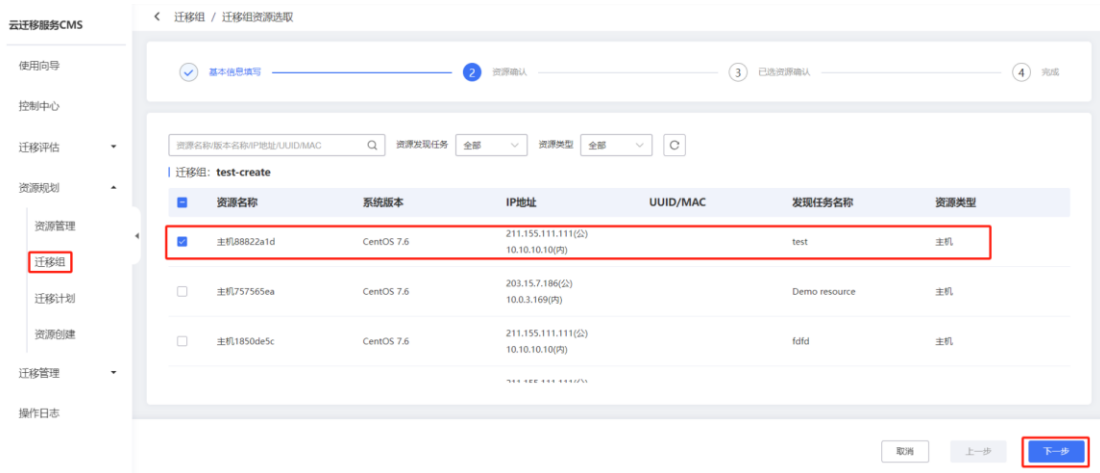 云迁移服务CMS
使用向导
控制中心
迁移评估
资源规划
资源管理
迁移组
迁移计划
资源创建
迁移管理
操作日志
迁移组 / 迁移组资源选取
基本信息填写
2 资源确认
3 已选资源确认
4 完成
资源名称/版本名称/IP地址/UUID/MAC 资源发现任务 全部 资源类型 全部
迁移组: test-create
资源名称 系统版本 IP地址 UUID/MAC 发现任务名称 资源类型
主机88822a1d CentOS 7.6 211.155.111.111(公) test 主机
10.10.10.10(内)
主机757565ea CentOS 7.6 203.15.7.186(公) Demo resource 主机
10.0.3.169(内)
主机1850de5c CentOS 7.6 211.155.111.111(公) fdfd 主机
10.10.10.10(内)
取消 上一步 下一步